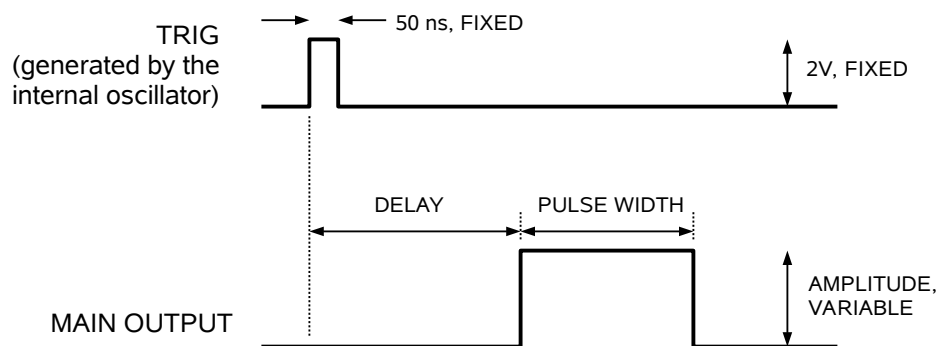 50 ns, FIXED
TRIG
(generated by the
internal oscillator)
2V, FIXED
DELAY
PULSE WIDTH
AMPLITUDE,
VARIABLE
MAIN OUTPUT